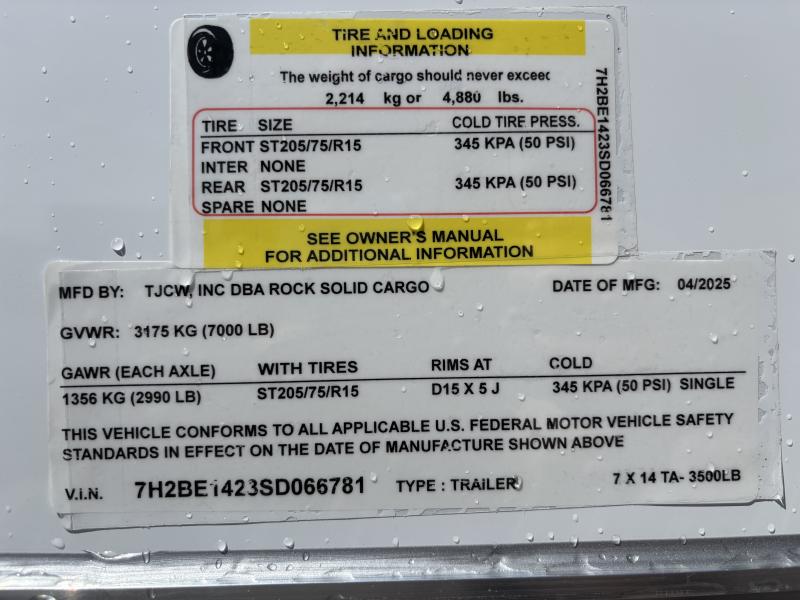 TIRE AND LOADING
INFORMATION
The weight of cargo should never exceed
2,214 kg or 4,880 lbs.
TIRE SIZE COLD TIRE PRESS.
FRONT ST205/75/R15 345 KPA (50 PSI)
INTER NONE
REAR ST205/75/R15 345 KPA (50 PSI)
SPARE NONE
7H2BE1423SD066781
SEE OWNER'S MANUAL
FOR ADDITIONAL INFORMATION
MFD BY: TJCW, INC DBA ROCK SOLID CARGO DATE OF MFG: 04/2025
GVWR: 3175 KG (7000 LB)
GAWR (EACH AXLE) WITH TIRES RIMS AT COLD
1356 KG (2990 LB) ST205/75/R15 D15 X 5 J 345 KPA (50 PSI) SINGLE
THIS VEHICLE CONFORMS TO ALL APPLICABLE U.S. FEDERAL MOTOR VEHICLE SAFETY
STANDARDS IN EFFECT ON THE DATE OF MANUFACTURE SHOWN ABOVE
V.I.N. 7H2BE1423SD066781 TYPE : TRAILER 7 X 14 TA- 3500LB